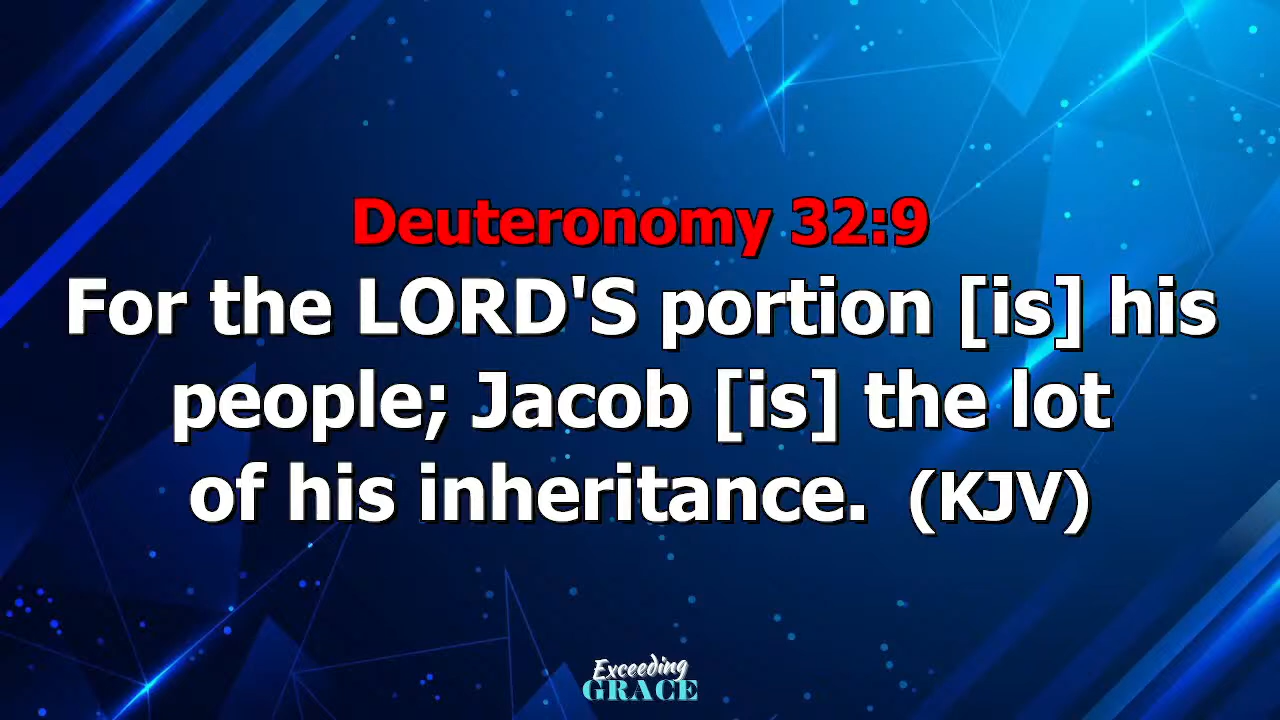 Deuteronomy 32:9
For the LORD'S portion [is] his
people; Jacob [is] the lot
of his inheritance. (KJV)
Exceeding
GRACE